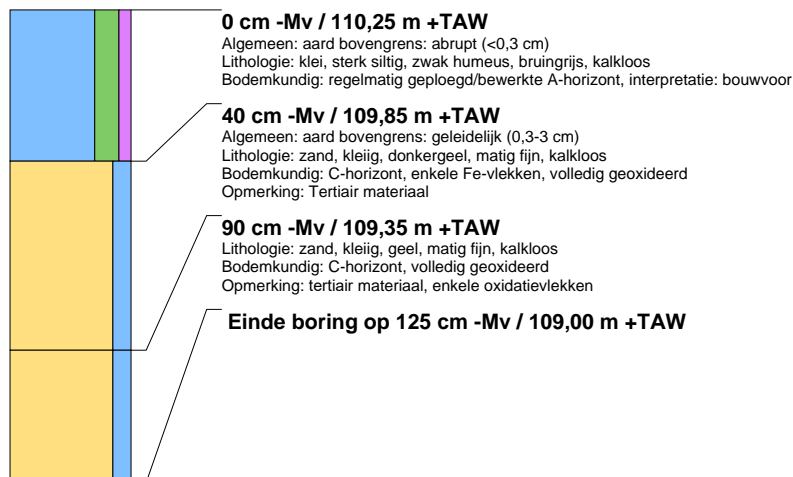 0 cm -Mv / 110,25 m +TAW
Algemeen: aard bovengrens: abrupt (<0,3 cm)
Lithologie: klei, sterk siltig, zwak humeus, bruingrijs, kalkloos
Bodemkundig: regelmatig geploegd/bewerkte A-horizont, interpretatie: bouwvoor
40 cm -Mv / 109,85 m +TAW
Algemeen: aard bovengrens: geleidelijk (0,3-3 cm)
Lithologie: zand, kleiig, donkergeel, matig fijn, kalkloos
Bodemkundig: C-horizont, enkele Fe-vlekken, volledig geoxideerd
Opmerking: Tertiair materiaal
90 cm -Mv / 109,35 m +TAW
Lithologie: zand, kleiig, geel, matig fijn, kalkloos
Bodemkundig: C-horizont, volledig geoxideerd
Opmerking: tertiair materiaal, enkele oxidatievlekken
Einde boring op 125 cm -Mv / 109,00 m +TAW